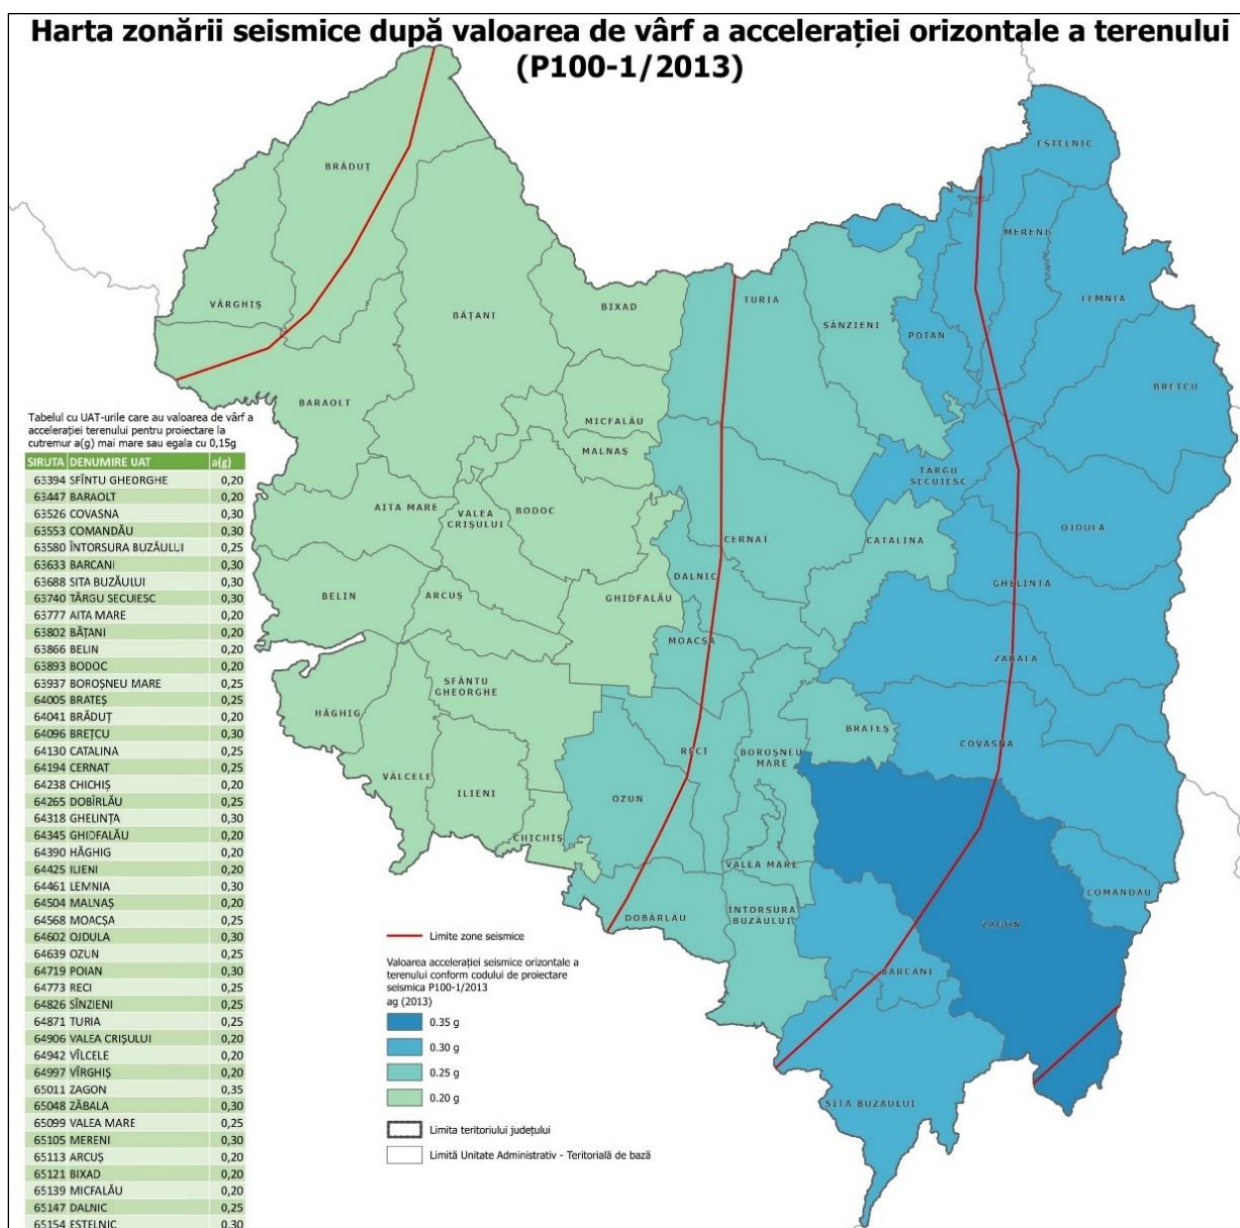 Harta zonării seismice după valoarea de vârf a accelerației orizontale a terenului
(P100-1/2013)
ESTELNIC
BRĂDUȚ
MERENI
LEMNIA
VÂRGHIȘ
BIXAD
TURIA
BĂȚANI
SÂNZIENI
POIAN
BRETCU
BARAOLT
MICFALĂU
MALNAȘ
TÂRGU
SECUIESC
AITA MARE
VALEA
CRIȘULUI
BODOC
OJDULA
CERNAT
CATALINA
DALNIC
GHELINTA
BELIN
ARCUȘ
GHIDFALĂU
MOACȘA
ZABALA
SFÂNTU
GHEORGHE
HĂGHIG
BRATEȘ
COVASNA
RECI
BOROȘNEU
MARE
VÂLCELE
ILIENI
OZUN
CHICHIȘ
VALEA MARE
COMANDAU
DOBÂRLĂU
ÎNTORSURA
BUZĂULUI
ZAGON
BARCANI
SITA BUZAULUI
Tabelul cu UAT-urile care au valoarea de vârf a
accelerației terenului pentru proiectare la
cutremur a(g) mai mare sau egala cu 0,15g
SIRUTA DENUMIRE UAT a(g)
63394 SFÎNTU GHEORGHE 0,20
63447 BARAOLT 0,20
63526 COVASNA 0,30
63553 COMANDĂU 0,30
63580 ÎNTORSURA BUZĂULUI 0,25
63633 BARCANI 0,30
63688 SITA BUZĂULUI 0,30
63740 TÂRGU SECUIESC 0,30
63777 AITA MARE 0,20
63802 BĂȚANI 0,20
63866 BELIN 0,20
63893 BODOC 0,20
63937 BOROȘNEU MARE 0,25
64005 BRATEȘ 0,25
64041 BRĂDUȚ 0,20
64096 BREȚCU 0,30
64130 CATALINA 0,25
64194 CERNAT 0,25
64238 CHICHIȘ 0,20
64265 DOBÎRLĂU 0,25
64318 GHELINȚA 0,30
64345 GHIDFALĂU 0,20
64390 HĂGHIG 0,20
64425 ILIENI 0,20
64461 LEMNIA 0,30
64504 MALNAȘ 0,20
64568 MOACȘA 0,25
64602 OJDULA 0,30
64639 OZUN 0,25
64719 POIAN 0,30
64773 RECI 0,25
64826 SÎNZIENI 0,25
64871 TURIA 0,25
64906 VALEA CRIȘULUI 0,20
64942 VÎLCELE 0,20
64997 VÎRGHIȘ 0,20
65011 ZAGON 0,35
65048 ZĂBALA 0,30
65099 VALEA MARE 0,25
65105 MERENI 0,30
65113 ARCUȘ 0,20
65121 BIXAD 0,20
65139 MICFALĂU 0,20
65147 DALNIC 0,25
65154 ESTELNIC 0,30
Limite zone seismice
Valoarea accelerației seismice orizontale a
terenului conform codului de proiectare
seismica P100-1/2013
ag (2013)
0.35 g
0.30 g
0.25 g
0.20 g
Limita teritoriului județului
Limită Unitate Administrativ - Teritorială de bază